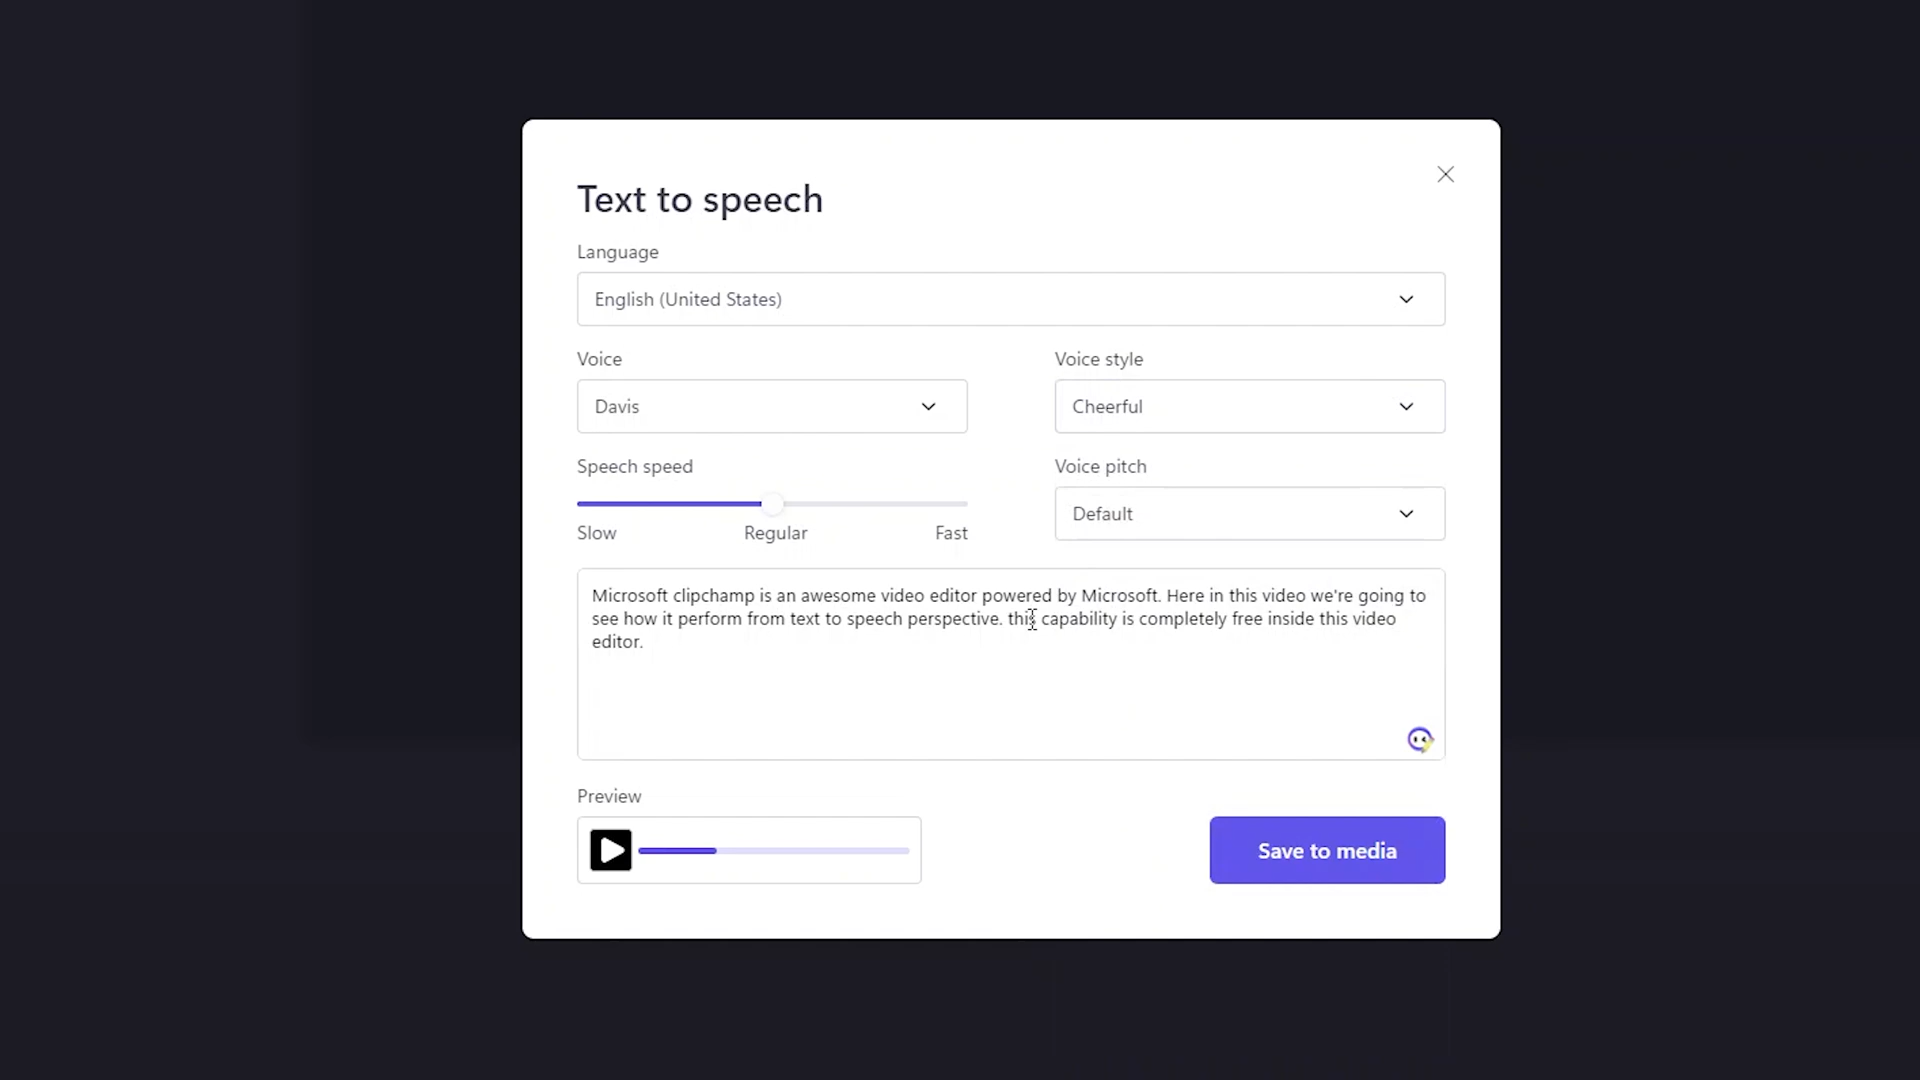 Text to speech
Language
English (United States)
Voice
Voice style
Davis
Cheerful
Speech speed
Voice pitch
Default
Slow
Regular
Fast
Microsoft clipchamp is an awesome video editor powered by Microsoft. Here in this video we're going to
see how it perform from text to speech perspective. this capability is completely free inside this video
editor.
Preview
Save to media